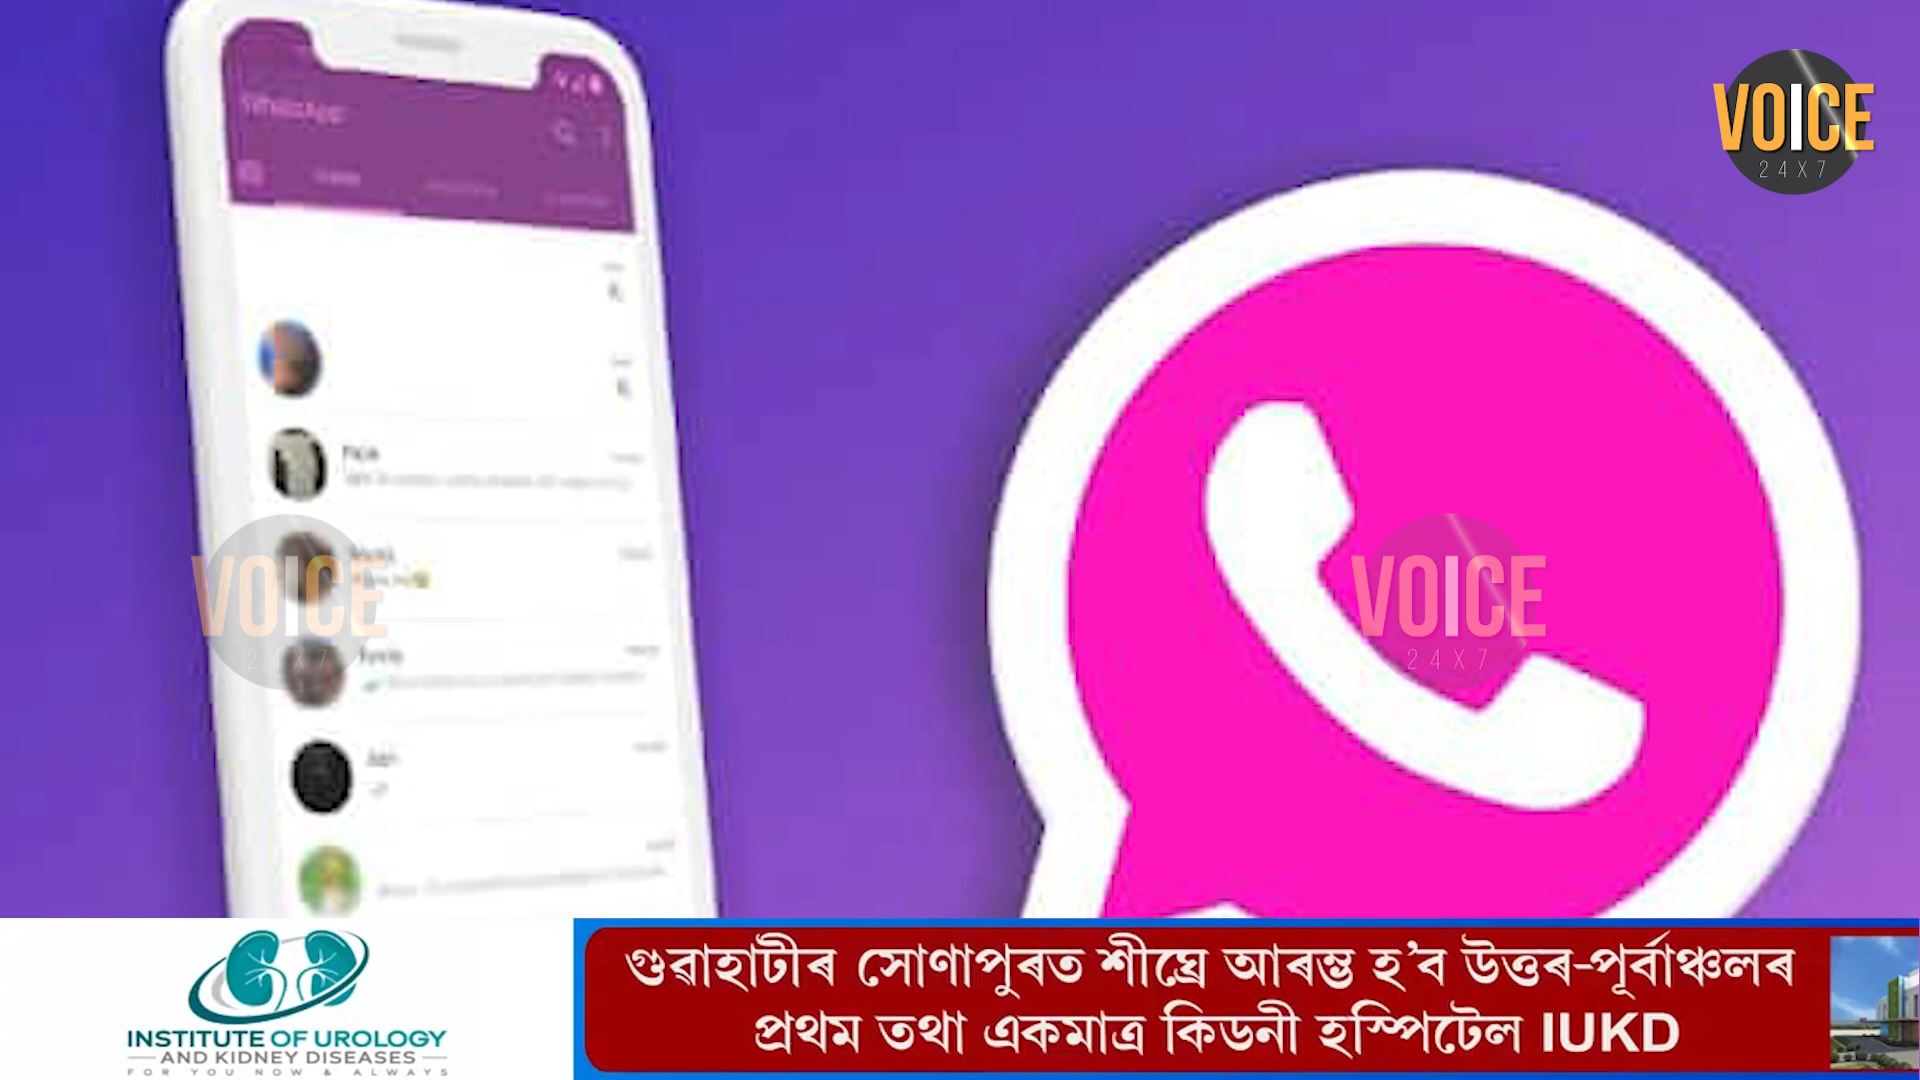 VOICE
24X7
WhatsApp
VOICE
24X7
VOICE
24X7
INSTITUTE OF UROLOGY
AND KIDNEY DISEASES
FOR YOU NOW & ALWAYS
গুৱাহাটীৰ সোণাপুৰত শীঘ্ৰে আৰম্ভ হ’ব উত্তৰ-পূৰ্বাঞ্চলৰ
প্ৰথম তথা একমাত্ৰ কিডনী হস্পিটেল IUKD